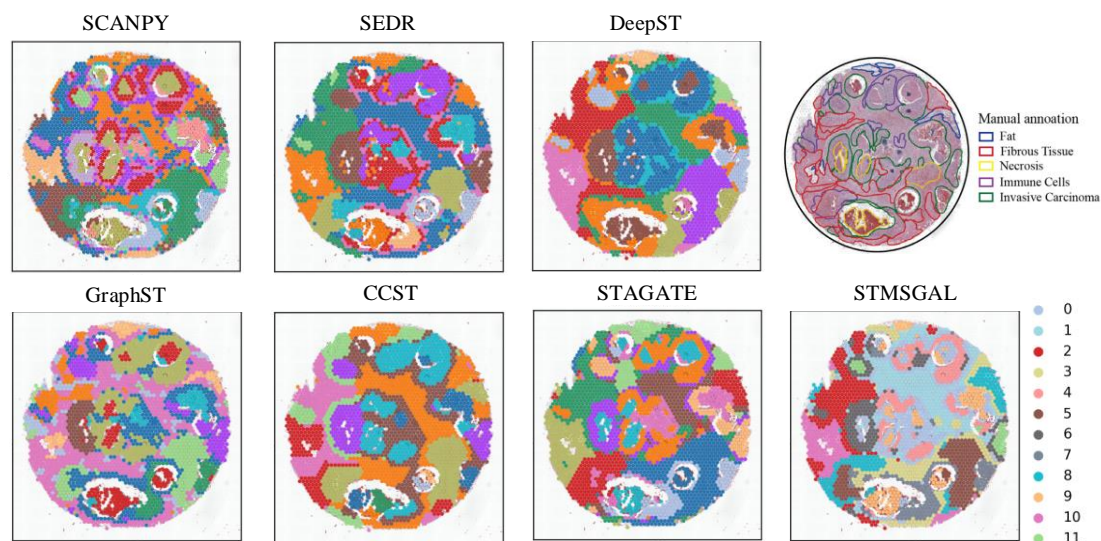 SCANPY
SEDR
DeepST
Manual annoation
Fat
Fibrous Tissue
Necrosis
Immune Cells
Invasive Carcinoma
GraphST
CCST
STAGATE
STMSGAL
0
1
2
3
4
5
6
7
8
9
10
11